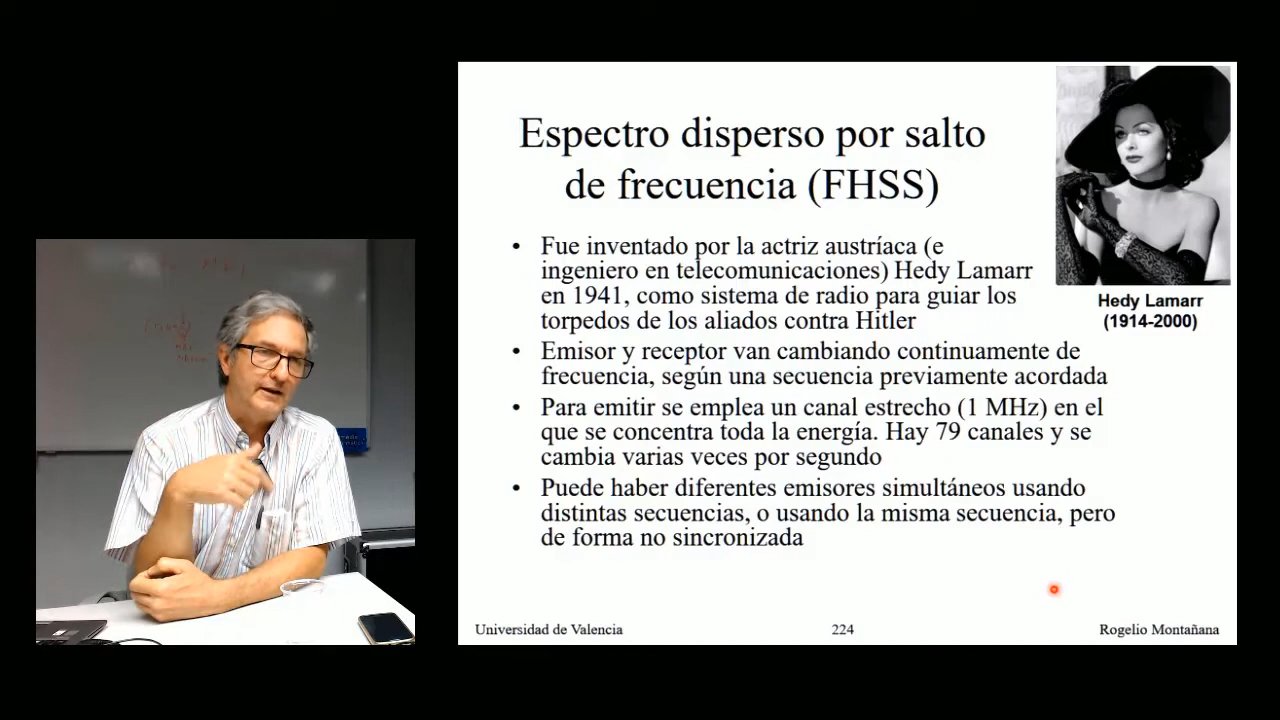 Espectro disperso por salto
de frecuencia (FHSS)
• Fue inventado por la actriz austríaca (e
ingeniero en telecomunicaciones) Hedy Lamarr
en 1941, como sistema de radio para guiar los
torpedos de los aliados contra Hitler
• Emisor y receptor van cambiando continuamente de
frecuencia, según una secuencia previamente acordada
• Para emitir se emplea un canal estrecho (1 MHz) en el
que se concentra toda la energía. Hay 79 canales y se
cambia varias veces por segundo
• Puede haber diferentes emisores simultáneos usando
distintas secuencias, o usando la misma secuencia, pero
de forma no sincronizada
Hedy Lamarr
(1914-2000)
Universidad de Valencia
224
Rogelio Montañana